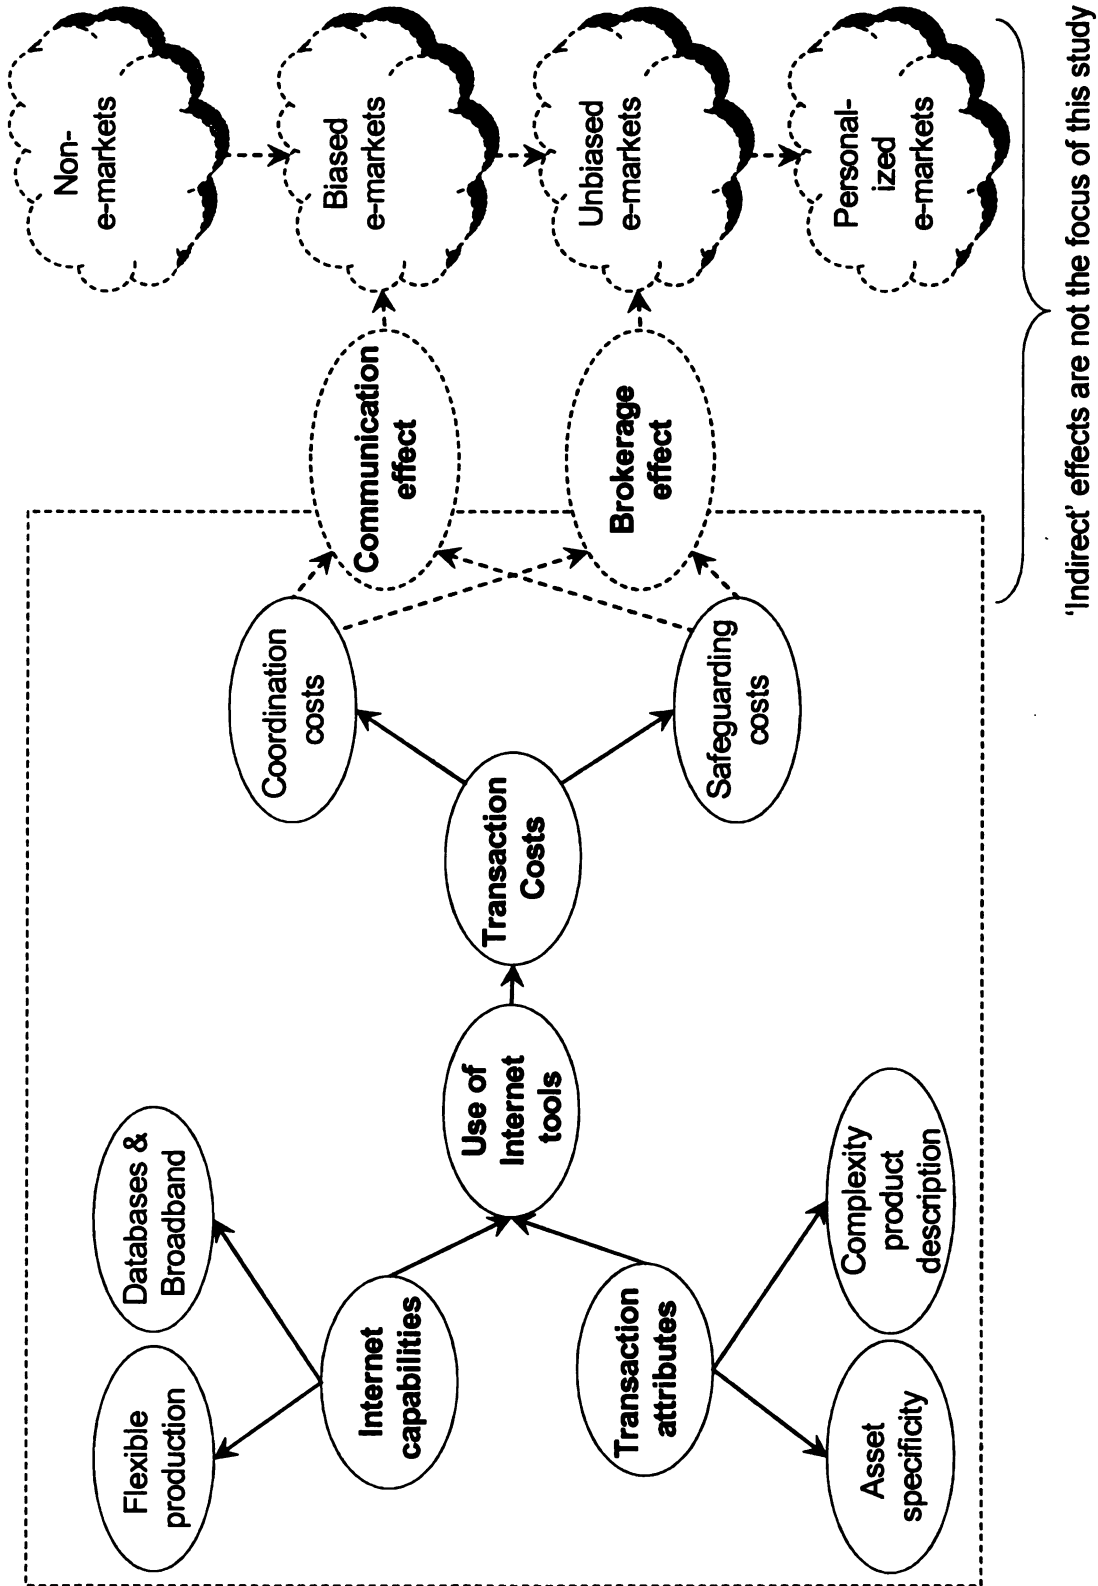 Flexible
production
Databases &
Broadband
Internet
capabilities
Transaction
attributes
Asset
specificity
Complexity
product
description
Use of
Internet
tools
Transaction
Costs
Coordination
costs
Safeguarding
costs
Communication
effect
Brokerage
effect
Non-
e-markets
Biased
e-markets
Unbiased
e-markets
Personal-
ized
e-markets
'Indirect' effects are not the focus of this study